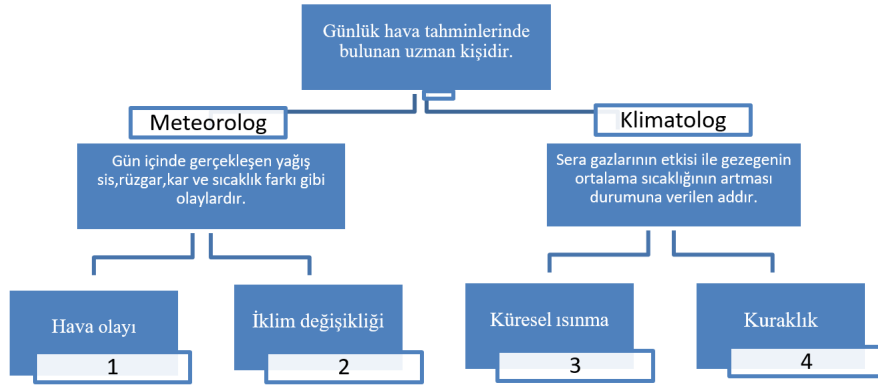 Günlük hava tahminlerinde
bulunan uzman kişidir.
Meteorolog
Klimatolog
Gün içinde gerçekleşen yağış
sis,rüzgar,kar ve sıcaklık farkı gibi
olaylardır.
Sera gazlarının etkisi ile gezegenin
ortalama sıcaklığının artması
durumuna verilen addır.
Hava olayı
1
İklim değişikliği
2
Küresel ısınma
3
Kuraklık
4